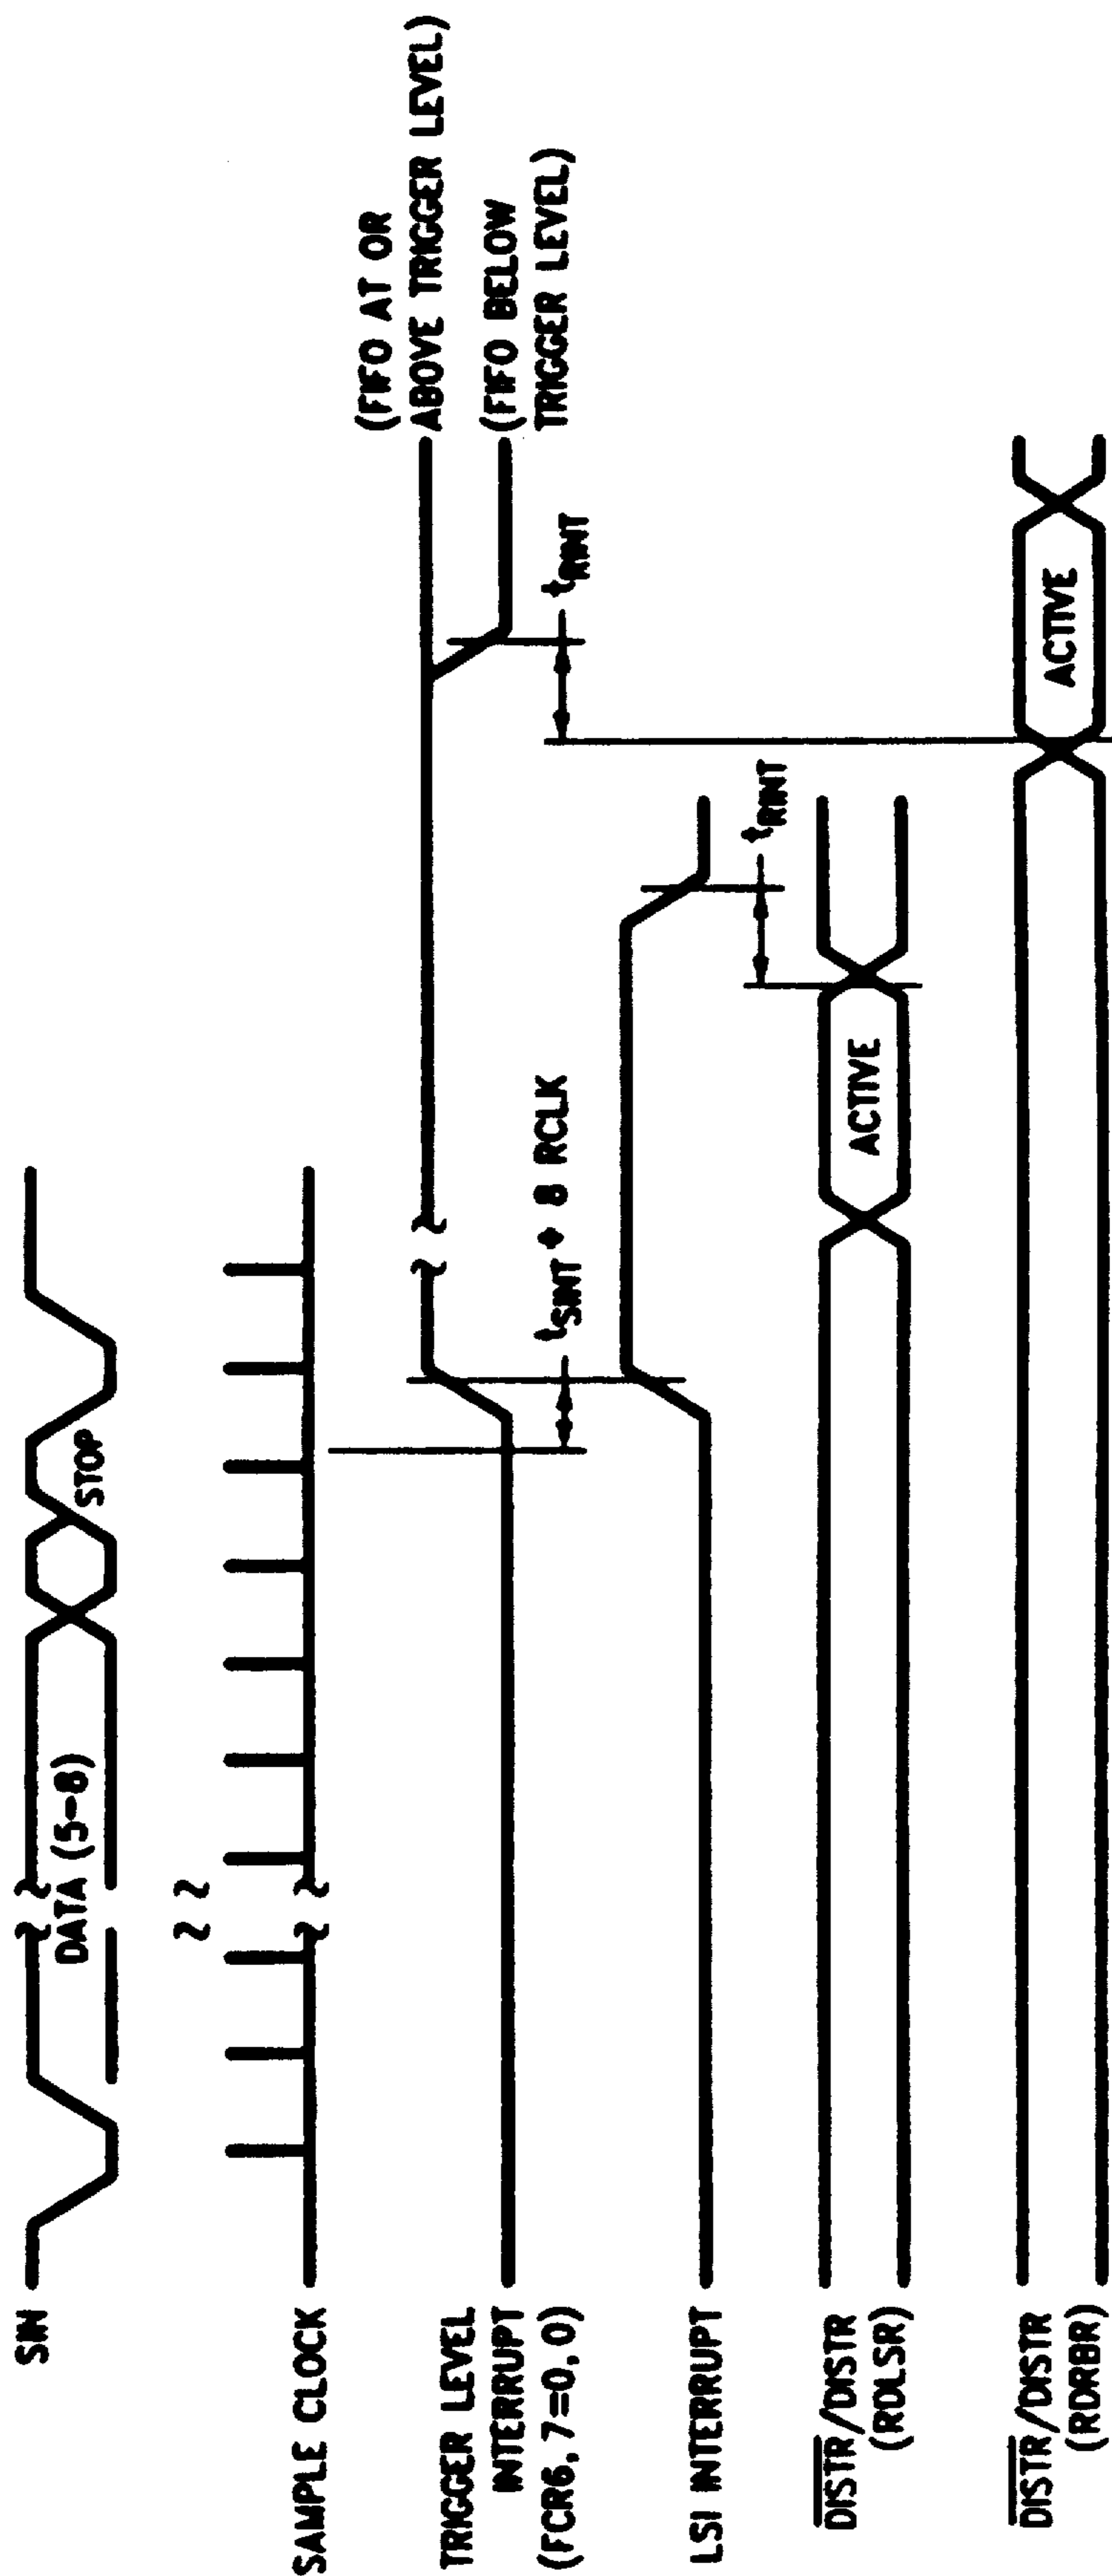 SIN
DATA (5-8)
STOP
SAMPLE CLOCK
TRIGGER LEVEL
INTERRUPT
(FCR6, 7=0, 0)
(FIFO AT OR
ABOVE TRIGGER LEVEL)
(FIFO BELOW
TRIGGER LEVEL)
tSINT + 8 RCLK
tRINT
LSI INTERRUPT
tRINT
DISTR/DISTR
(RDLSR)
ACTIVE
DISTR/DISTR
(RDRBR)
ACTIVE